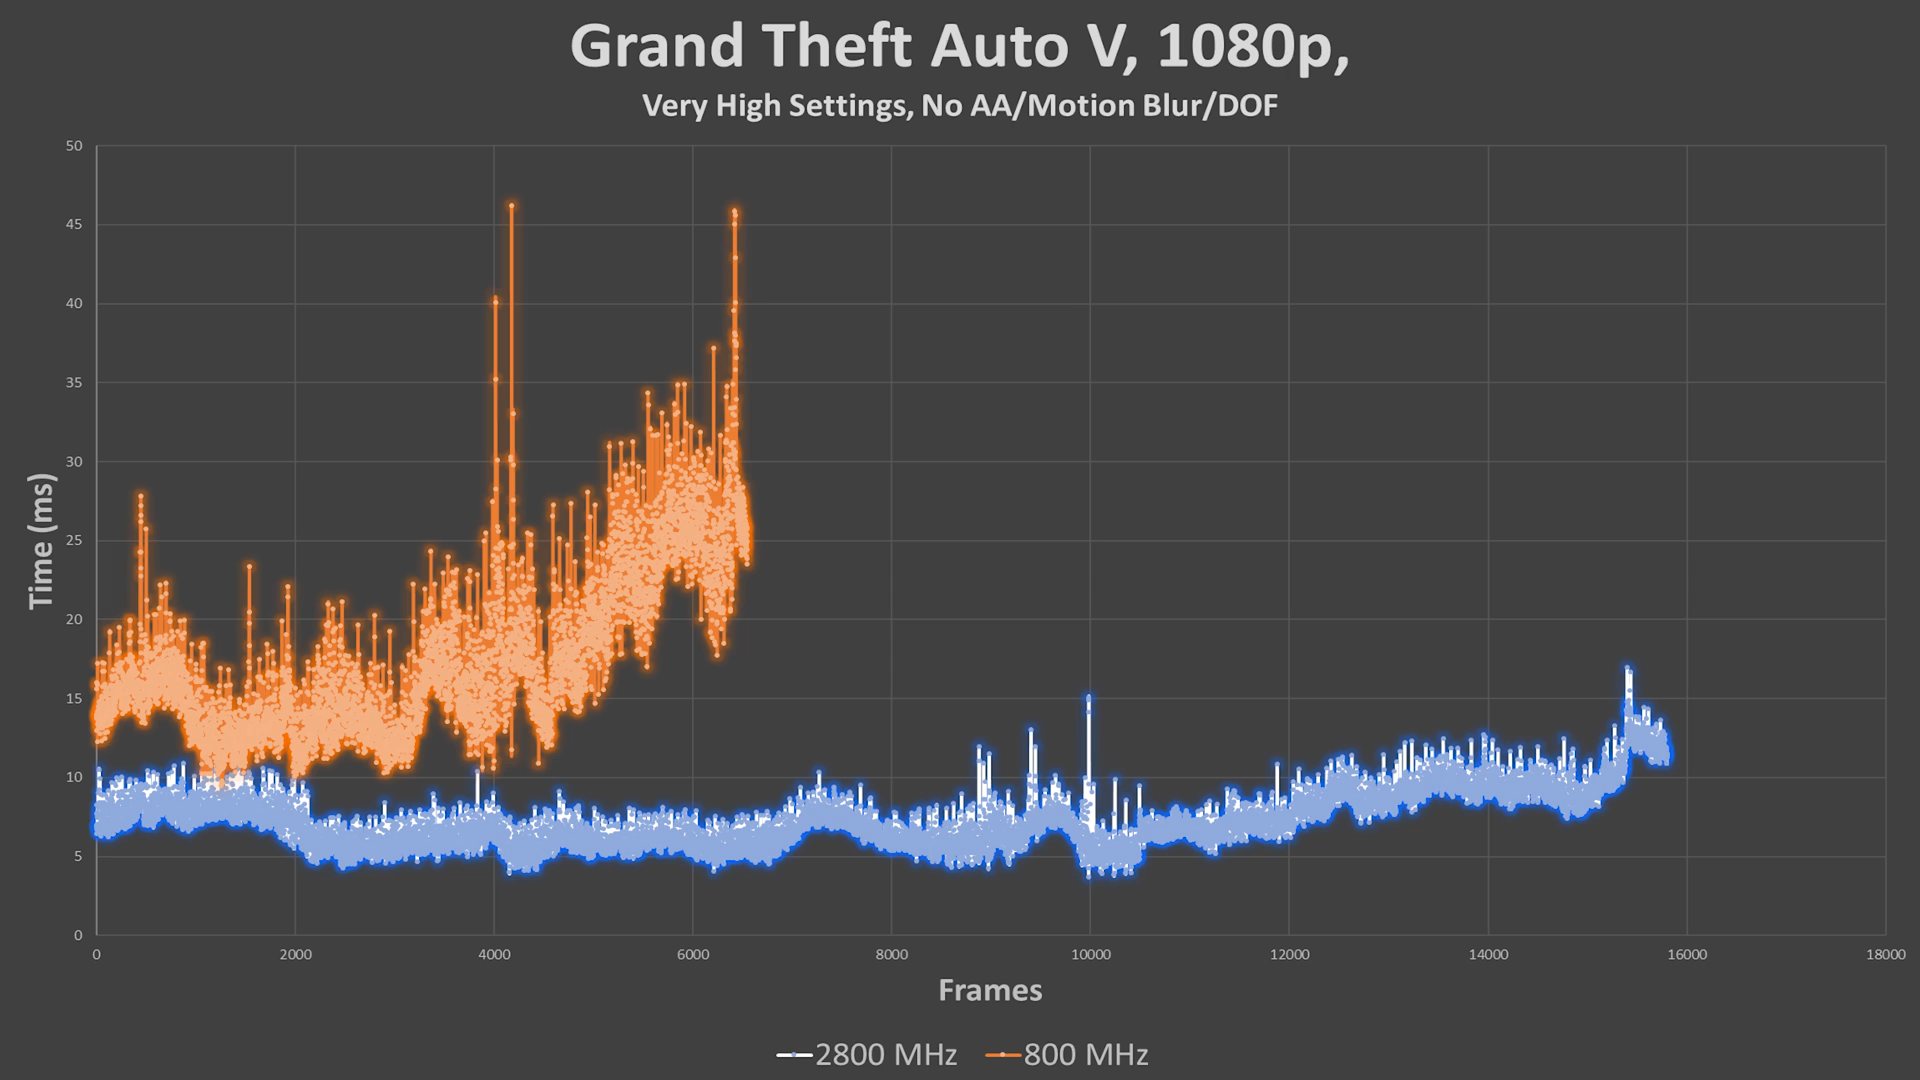 Grand Theft Auto V, 1080p,
Very High Settings, No AA/Motion Blur/DOF
Time (ms)
50
45
40
35
30
25
20
15
10
5
0
0 2000 4000 6000 8000 10000 12000 14000 16000 18000
Frames
2800 MHz 800 MHz